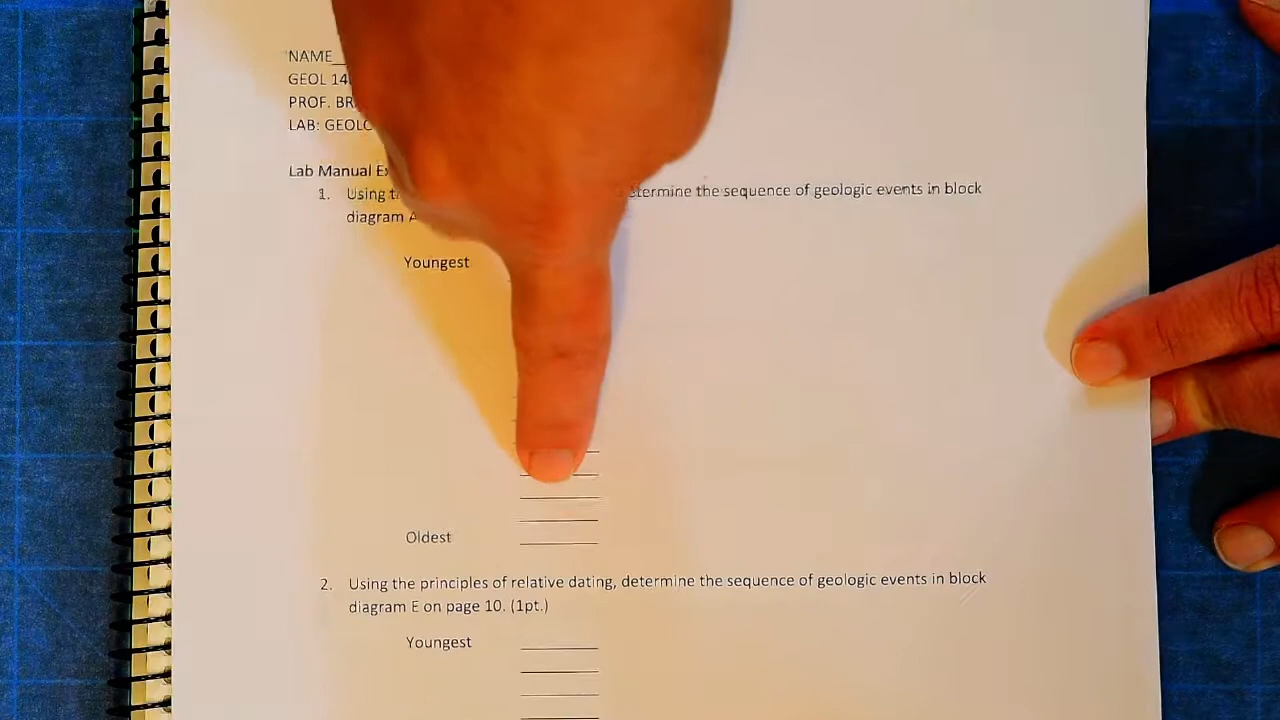 NAME
GEOL 14
PROF. BR
LAB: GEOLO
Lab Manual Ex
1. Using t determine the sequence of geologic events in block
diagram A
Youngest
Oldest
2. Using the principles of relative dating, determine the sequence of geologic events in block
diagram E on page 10. (1pt.)
Youngest